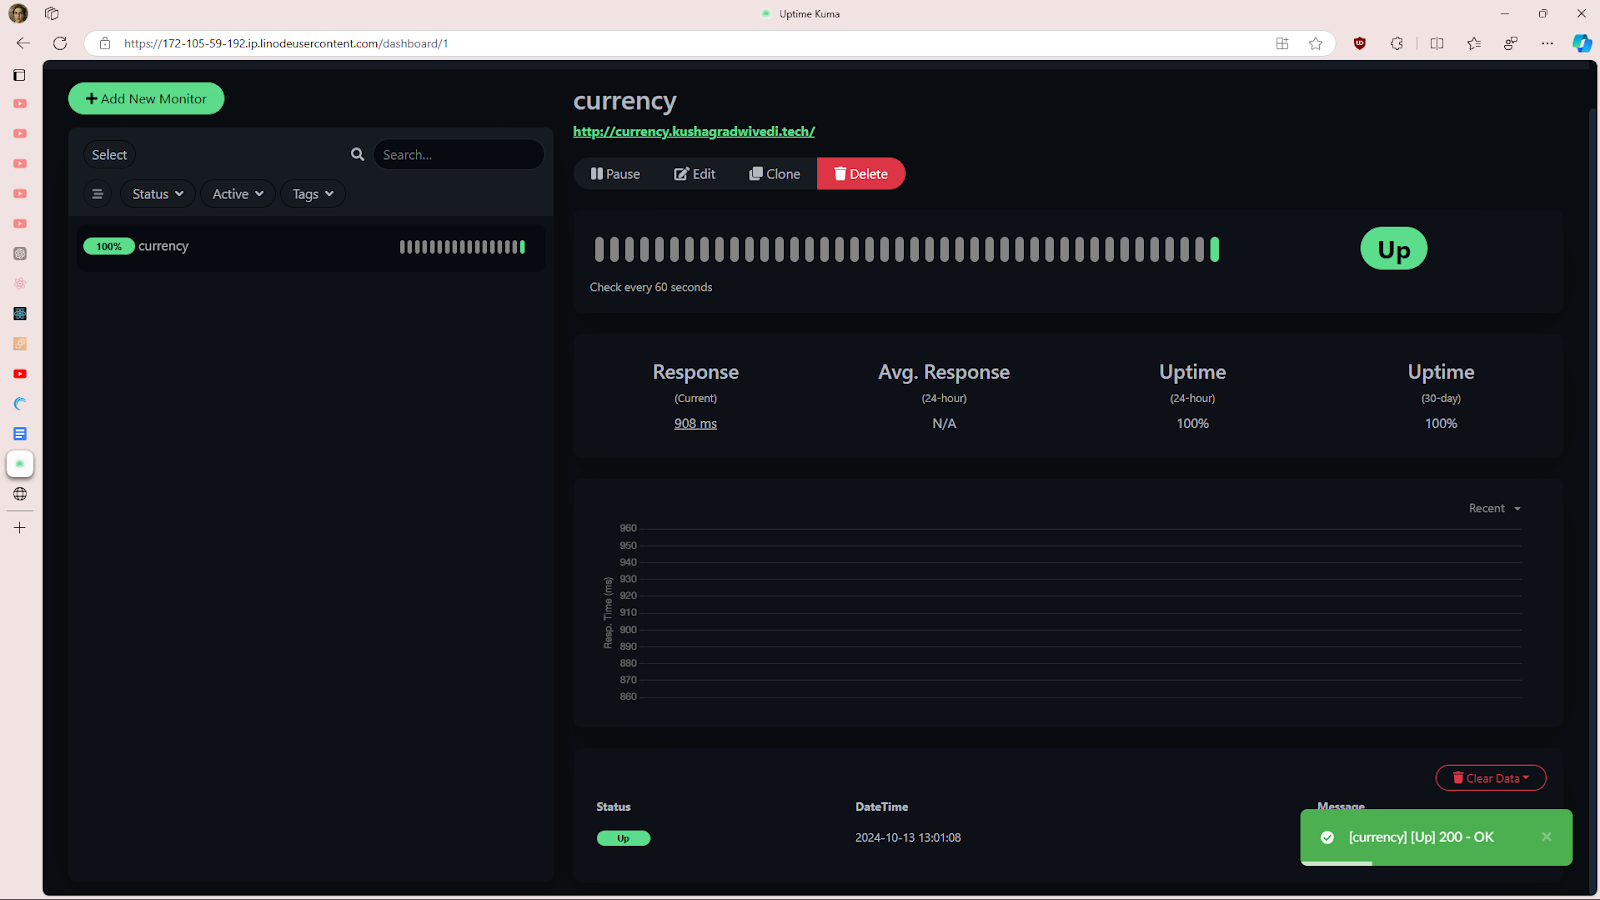 Uptime Kuma
https://172-105-59-192.ip.linodeusercontent.com/dashboard/1
Add New Monitor
Select
Search...
Status
Active
Tags
100%
currency
currency
http://currency.kushagradwivedi.tech/
Pause
Edit
Clone
Delete
Up
Check every 60 seconds
Response
Avg. Response
Uptime
Uptime
(Current)
(24-hour)
(24-hour)
(30-day)
908 ms
N/A
100%
100%
Recent
960
950
940
930
920
910
900
890
880
870
860
Resp. Time (ms)
Clear Data
Status
DateTime
Message
Up
2024-10-13 13:01:08
[currency] [Up] 200 - OK